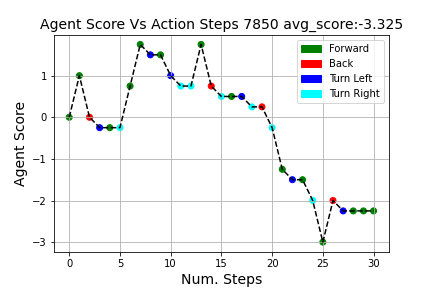 Agent Score Vs Action Steps 7850 avg_score:-3.325
Forward
Back
Turn Left
Turn Right
Agent Score
1
0
−1
−2
−3
0 5 10 15 20 25 30
Num. Steps